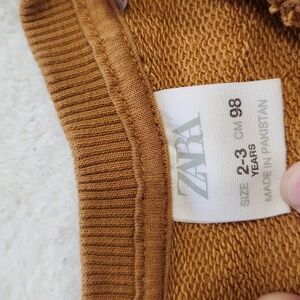 ZARA
SIZE 2-3 CM 98
YEARS
MADE IN PAKISTAN